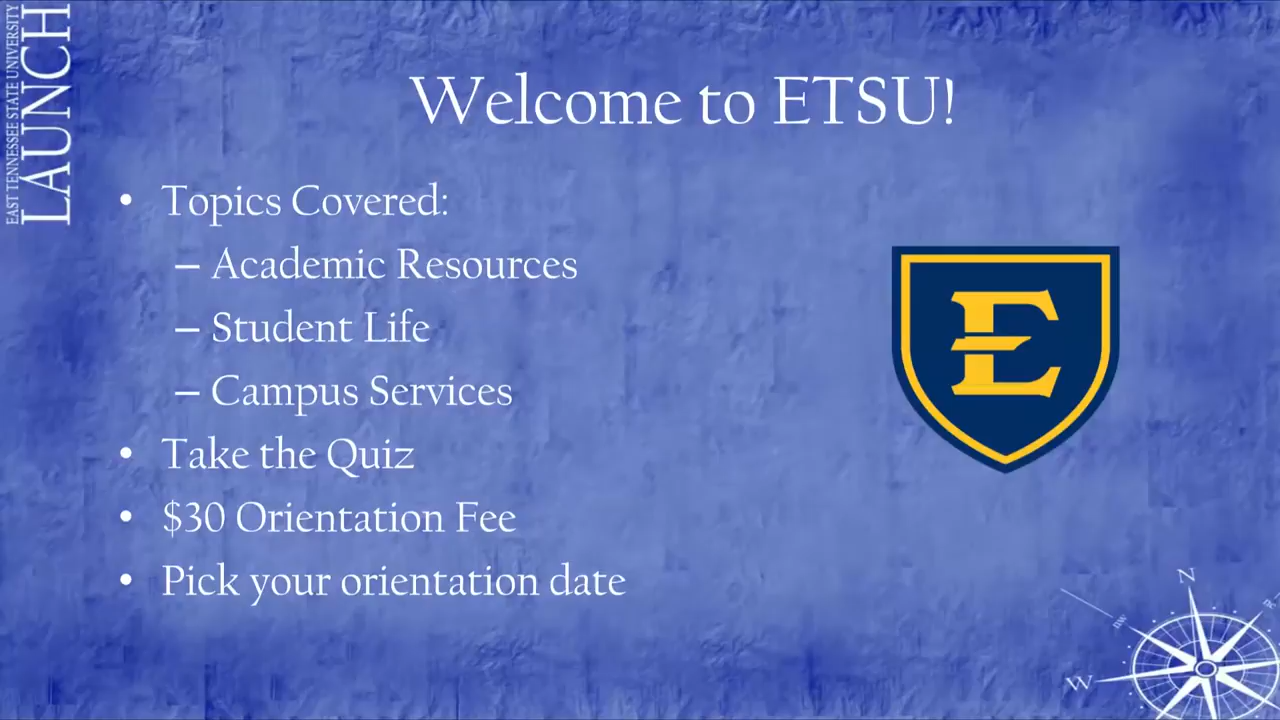 EAST TENNESSEE STATE UNIVERSITY
LAUNCH
Welcome to ETSU!
• Topics Covered:
– Academic Resources
– Student Life
– Campus Services
• Take the Quiz
• $30 Orientation Fee
• Pick your orientation date
E
N
nw
R
W